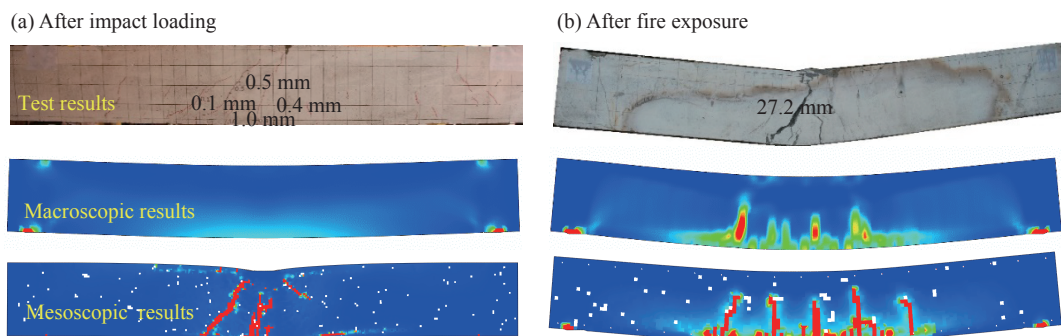 (a) After impact loading
(b) After fire exposure
Test results
0.5 mm
0.1 mm
0.4 mm
1.0 mm
27.2 mm
Macroscopic results
Mesoscopic results